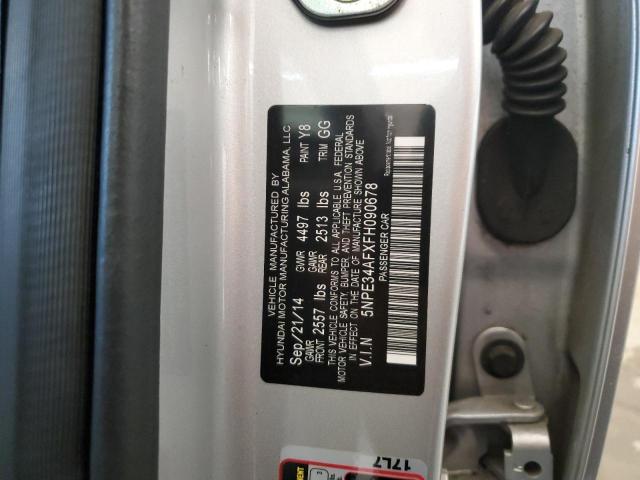 VEHICLE MANUFACTURED BY
HYUNDAI MOTOR MANUFACTURING ALABAMA, LLC
Sep/21/14 GVWR 4497 lbs PAINT Y8
GAWR FRONT 2557 lbs GAWR REAR 2513 lbs TRIM GG
THIS VEHICLE CONFORMS TO ALL APPLICABLE U.S.A. FEDERAL
MOTOR VEHICLE SAFETY, BUMPER, AND THEFT PREVENTION STANDARDS
IN EFFECT ON THE DATE OF MANUFACTURE SHOWN ABOVE
V.I.N 5NPE34AFXFH090678
PASSENGER CAR
17L7
3